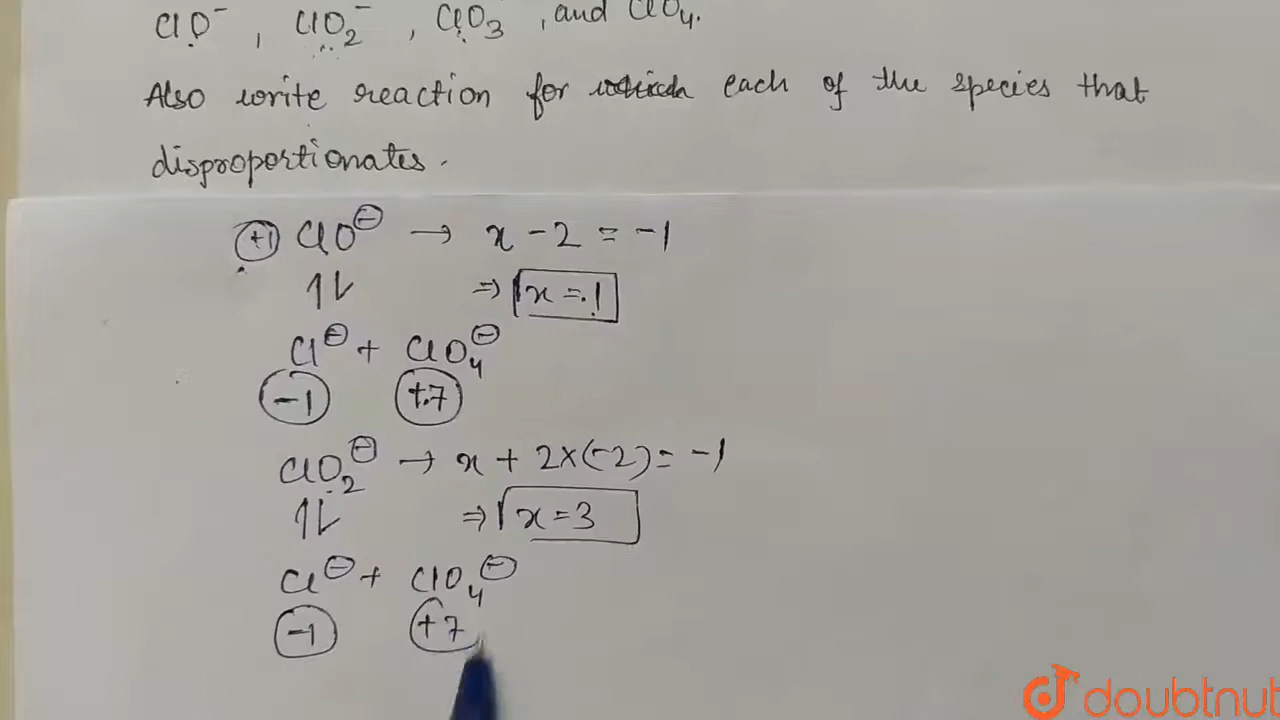 ClO⁻, ClO₂⁻, ClO₃, and ClO₄.
Also write reaction for each of the species that
disproportionates.
+1 ClO⊖ → x - 2 = -1
⇌ ⇒ x = 1
Cl⊖ + ClO₄⊖
-1 +7
ClO₂⊖ → x + 2×(-2) = -1
⇌ ⇒ x = 3
Cl⊖ + ClO₄⊖
-1 +7
doubtnut